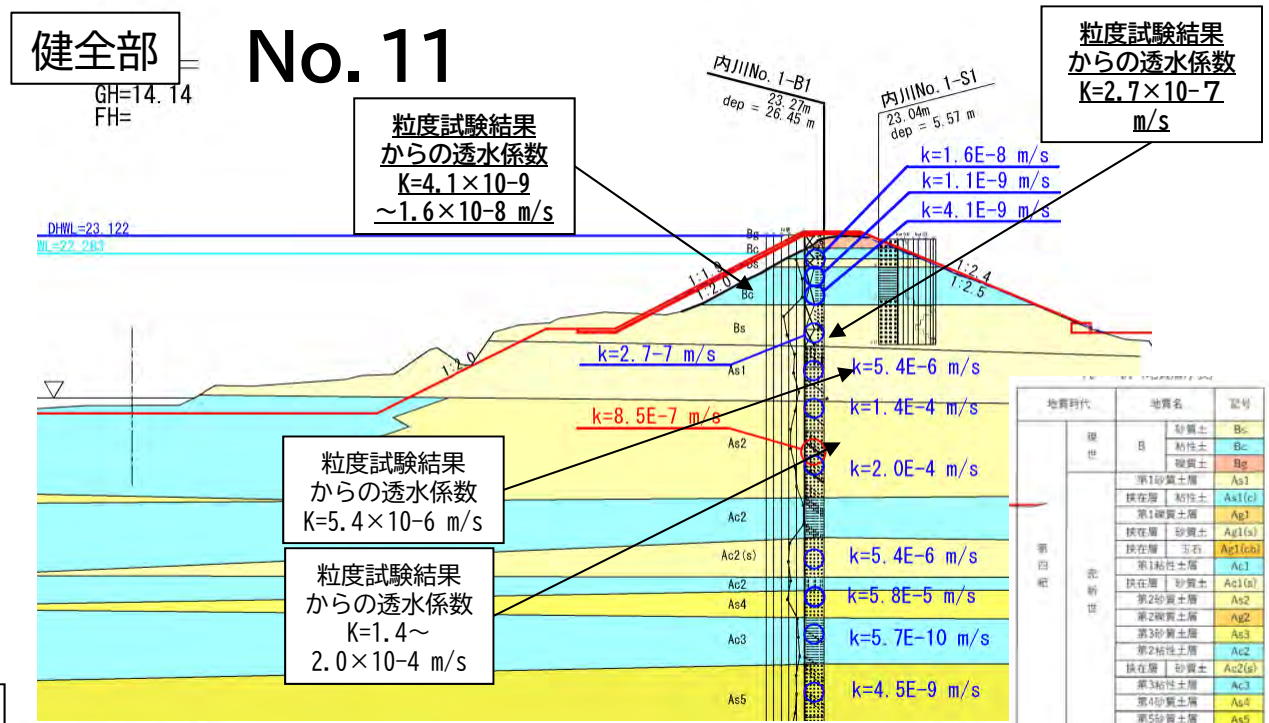 健全部
No. 11
GH=14.14
FH=
粒度試験結果
からの透水係数
K=4.1×10-9
～1.6×10-8 m/s
内川No. 1-B1
23.27m
dep = 26.45 m
内川No. 1-S1
23.04m
dep = 5.57 m
粒度試験結果
からの透水係数
K=2.7×10-7
m/s
k=1.6E-8 m/s
k=1.1E-9 m/s
k=4.1E-9 m/s
DHWL=23.122
WL=22.283
Bg
Bc
Bs
Bc
1:1.9
1:2.0
1:2.4
1:2.5
Bs
1:2.0
k=2.7-7 m/s
As1
k=5.4E-6 m/s
k=1.4E-4 m/s
k=8.5E-7 m/s
As2
k=2.0E-4 m/s
粒度試験結果
からの透水係数
K=5.4×10-6 m/s
Ac2
Ac2(s)
k=5.4E-6 m/s
粒度試験結果
からの透水係数
K=1.4～
2.0×10-4 m/s
Ac2
k=5.8E-5 m/s
As4
Ac3
k=5.7E-10 m/s
As5
k=4.5E-9 m/s
地質時代 地質名 記号
第四紀
現世
完新世
B
砂質土 Bs
粘性土 Bc
礫質土 Bg
第1砂質土層 As1
挟在層 粘性土 As1(c)
第1礫質土層 Ag1
挟在層 砂質土 Ag1(s)
挟在層 玉石 Ag1(cb)
第1粘性土層 Ac1
挟在層 砂質土 Ac1(s)
第2砂質土層 As2
第2礫質土層 Ag2
第3砂質土層 As3
第2粘性土層 Ac2
挟在層 砂質土 Ac2(s)
第3粘性土層 Ac3
第4砂質土層 As4
第5砂質土層 As5